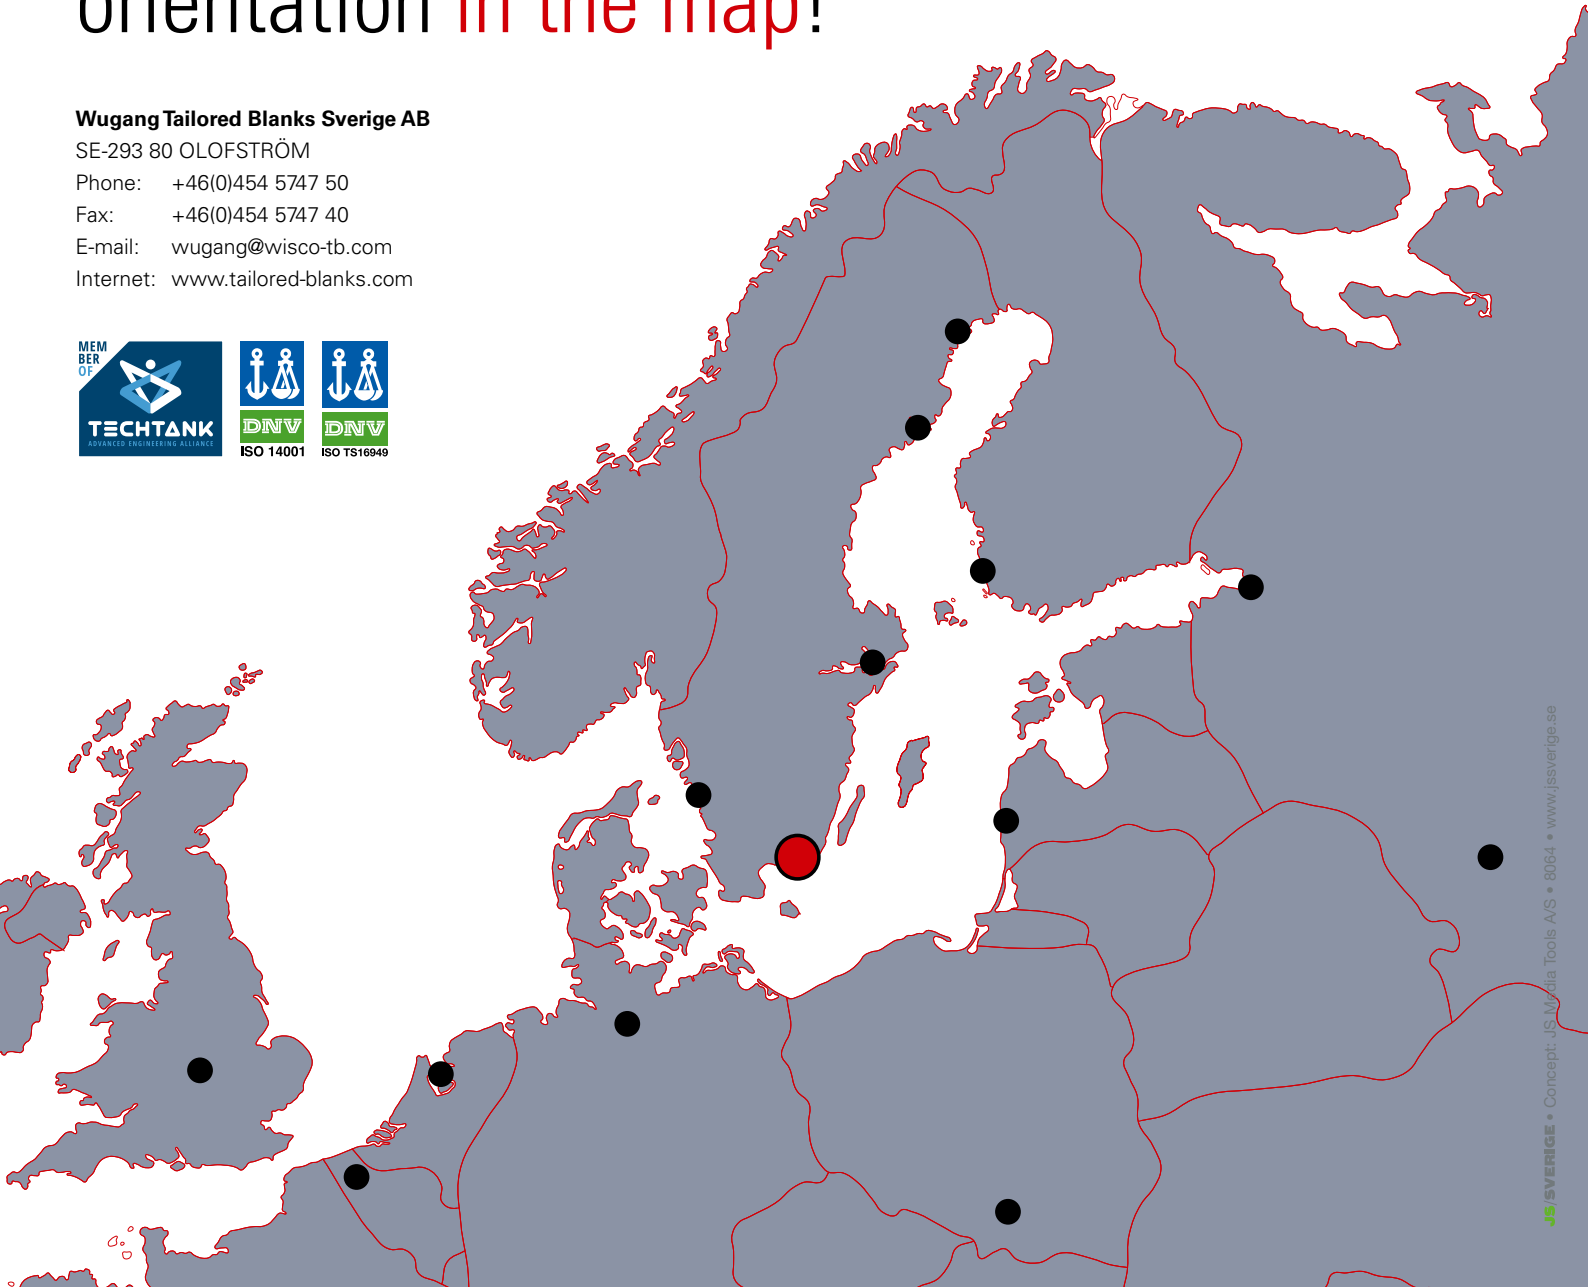 orientation in the map!
Wugang Tailored Blanks Sverige AB
SE-293 80 OLOFSTRÖM
Phone: +46(0)454 5747 50
Fax: +46(0)454 5747 40
E-mail: wugang@wisco-tb.com
Internet: www.tailored-blanks.com
MEM
BER
OF
TECHTANK
ADVANCED ENGINEERING ALLIANCE
DNV
ISO 14001
DNV
ISO TS16949
JS/SVERIGE • Concept: JS Media Tools A/S • 8064 • www.jssverige.se